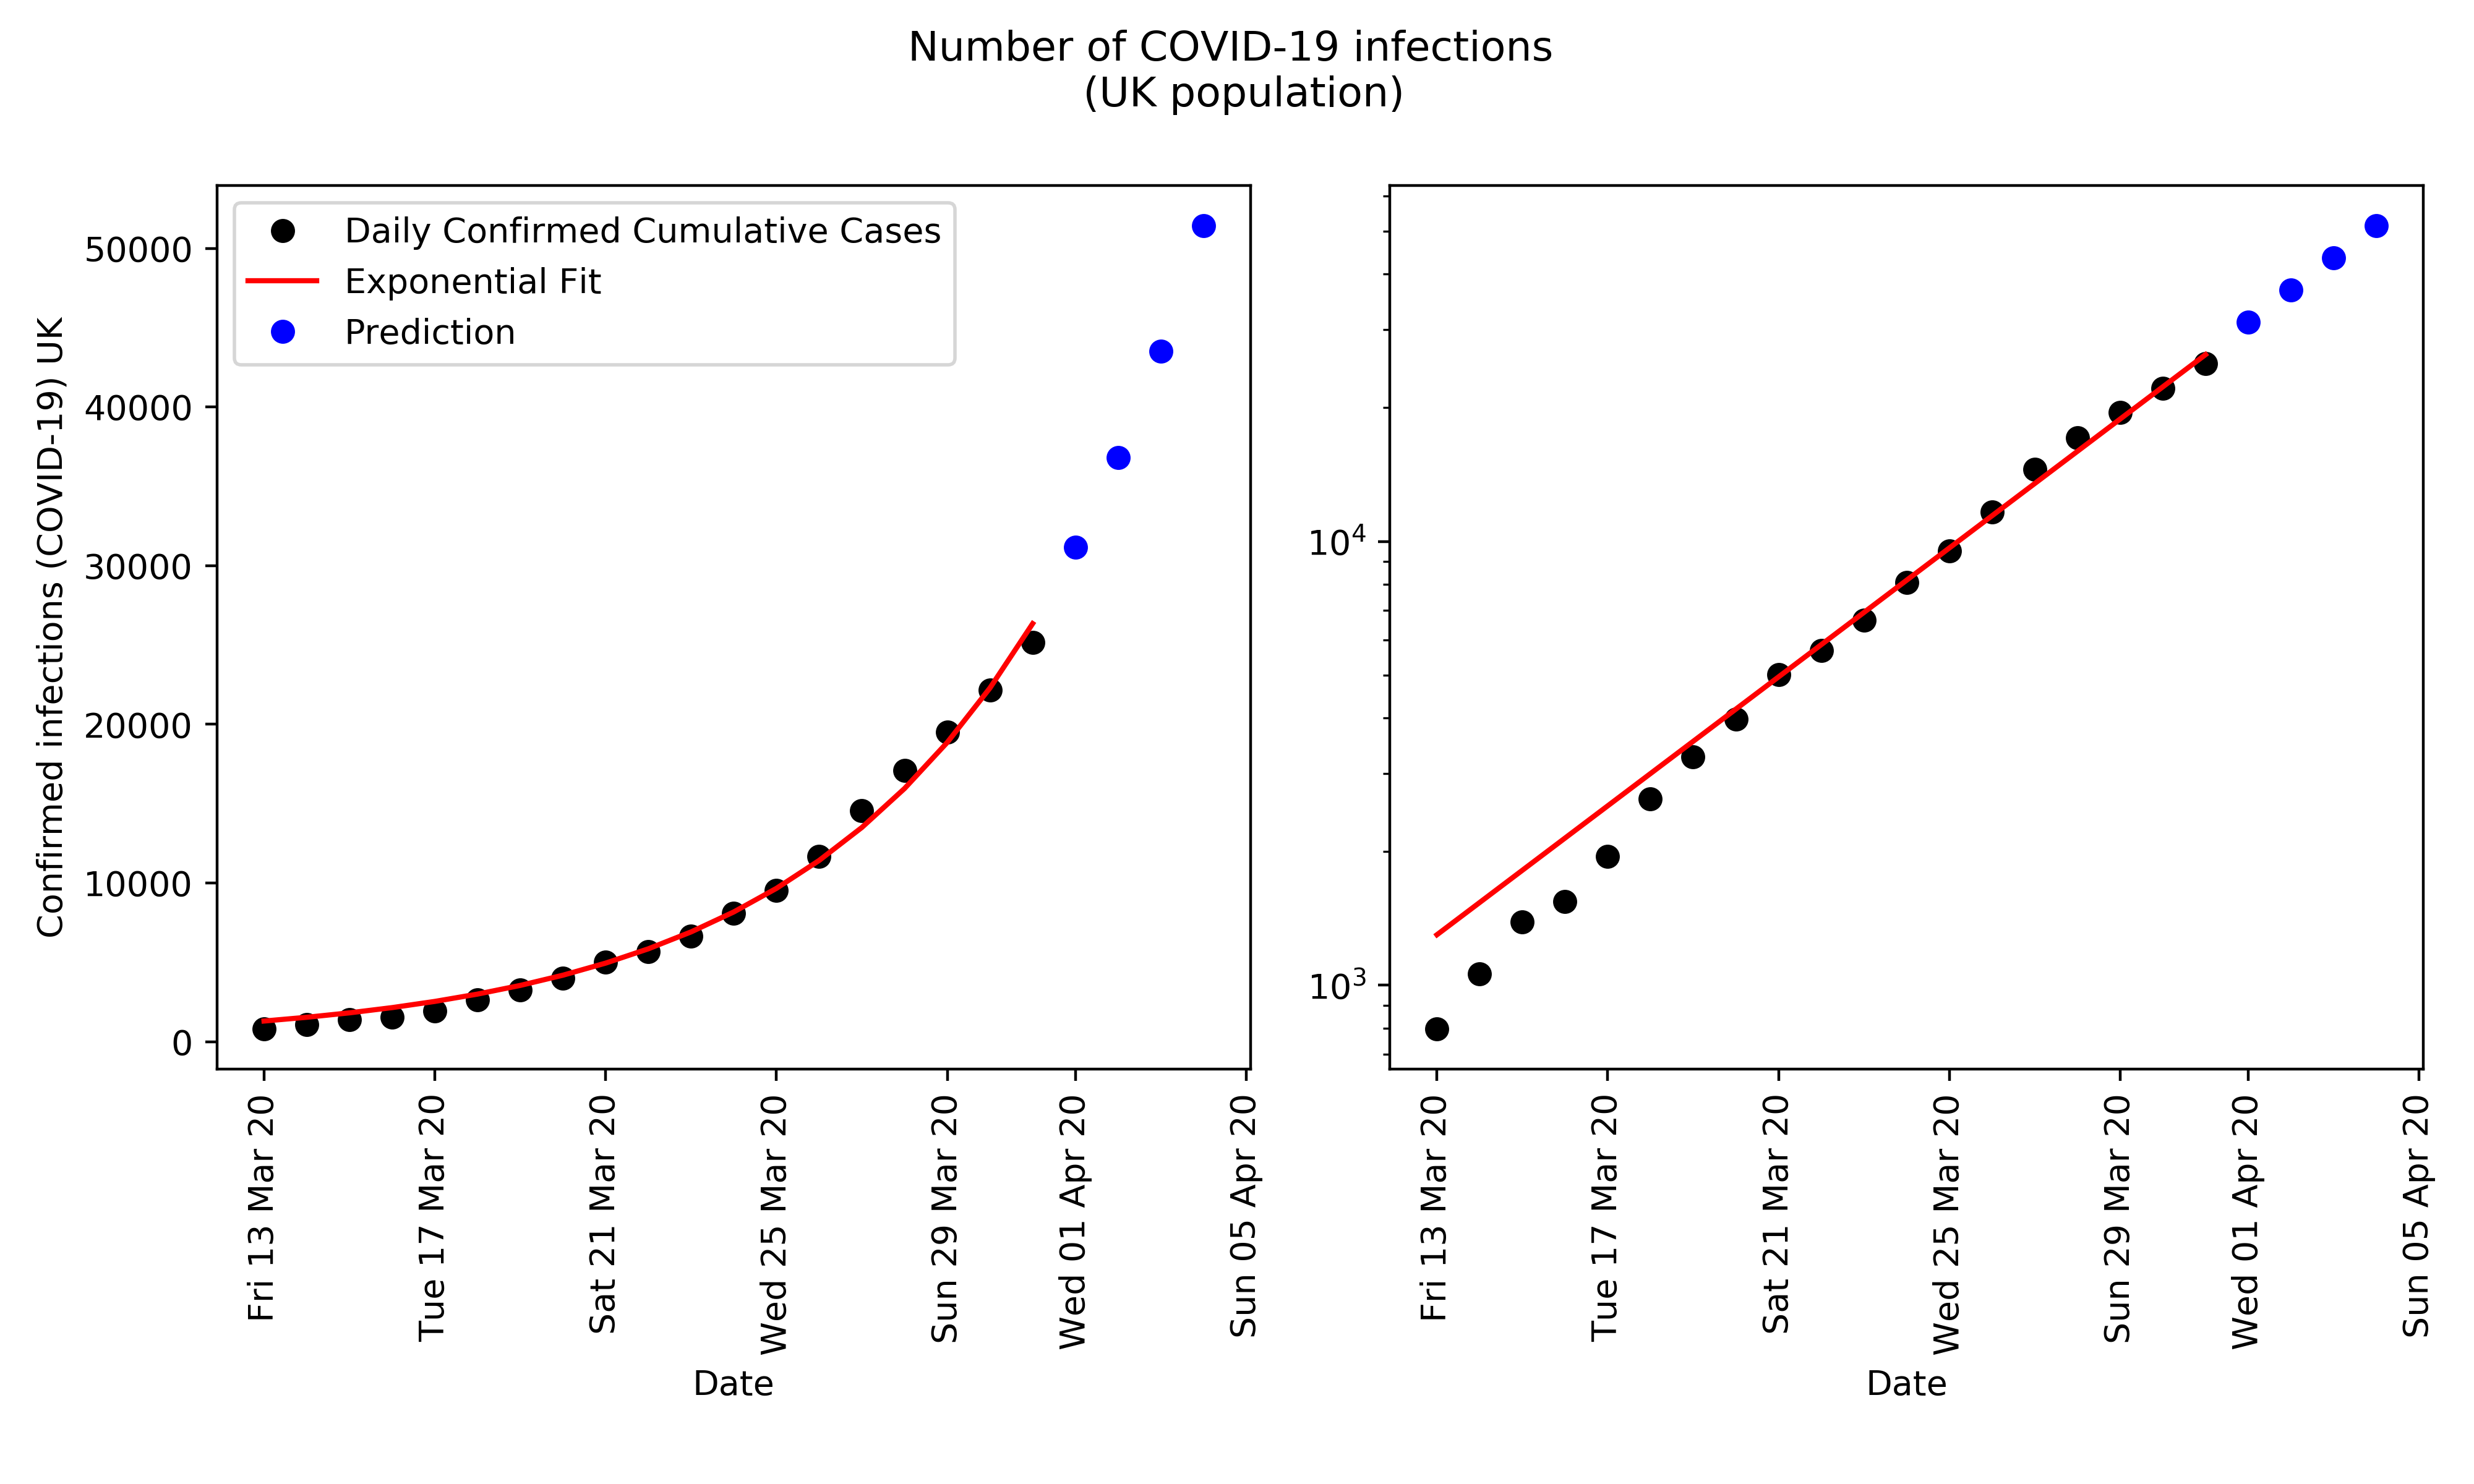 Number of COVID-19 infections
(UK population)
Confirmed infections (COVID-19) UK
50000
40000
30000
20000
10000
0
Daily Confirmed Cumulative Cases
Exponential Fit
Prediction
Fri 13 Mar 20
Tue 17 Mar 20
Sat 21 Mar 20
Wed 25 Mar 20
Sun 29 Mar 20
Wed 01 Apr 20
Sun 05 Apr 20
Date
10⁴
10³
Fri 13 Mar 20
Tue 17 Mar 20
Sat 21 Mar 20
Wed 25 Mar 20
Sun 29 Mar 20
Wed 01 Apr 20
Sun 05 Apr 20
Date